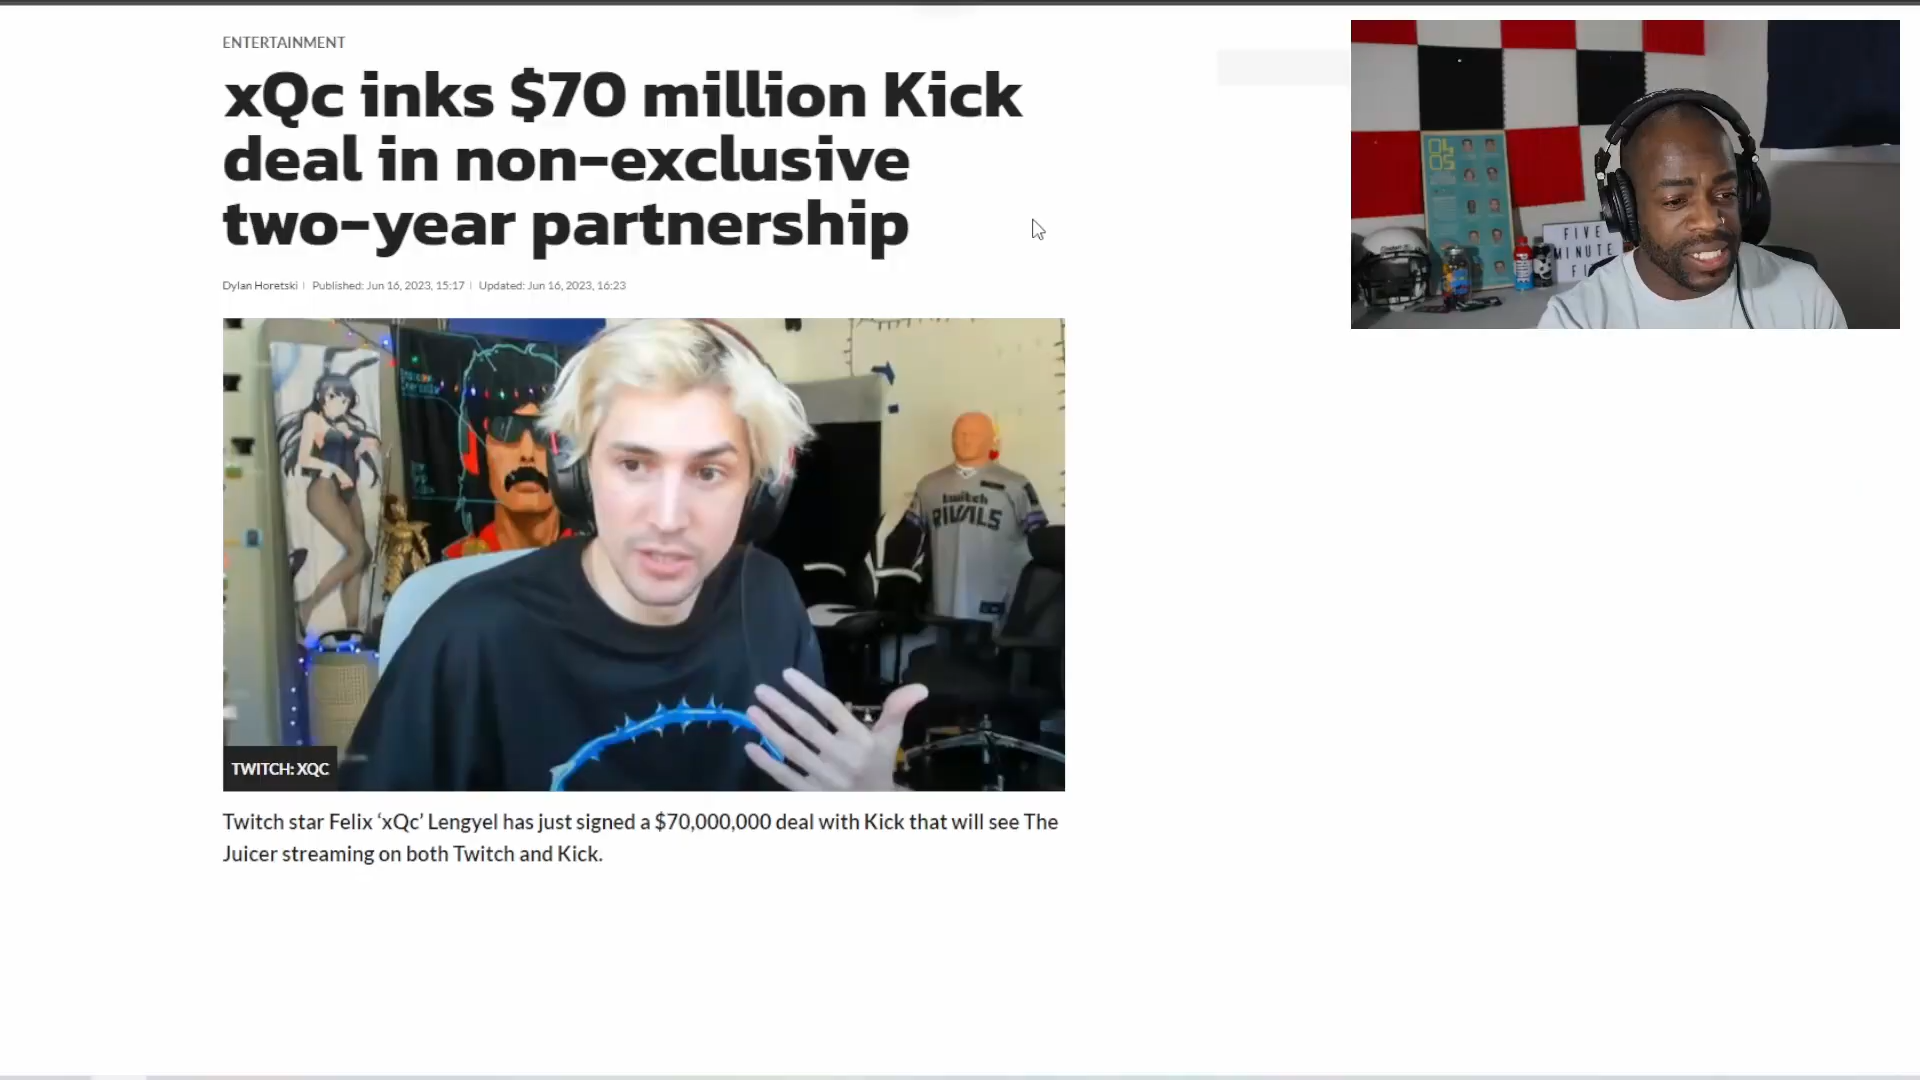 ENTERTAINMENT
xQc inks $70 million Kick
deal in non-exclusive
two-year partnership
Dylan Horetski | Published: Jun 16, 2023, 15:17 | Updated: Jun 16, 2023, 16:23
twitch
RIVALS
TWITCH: XQC
Twitch star Felix ‘xQc’ Lengyel has just signed a $70,000,000 deal with Kick that will see The
Juicer streaming on both Twitch and Kick.
FIVE
MINUTE